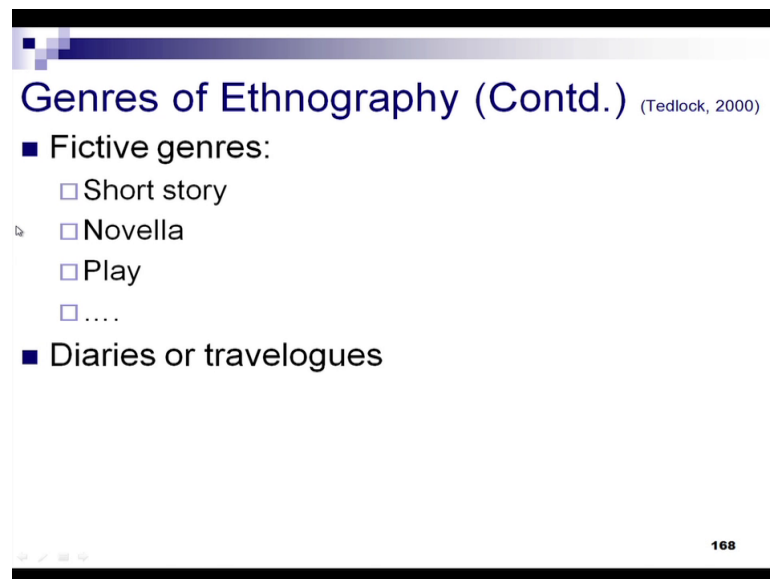 Genres of Ethnography (Contd.) (Tedlock, 2000)
Fictive genres:
Short story
Novella
Play
....
Diaries or travelogues
168